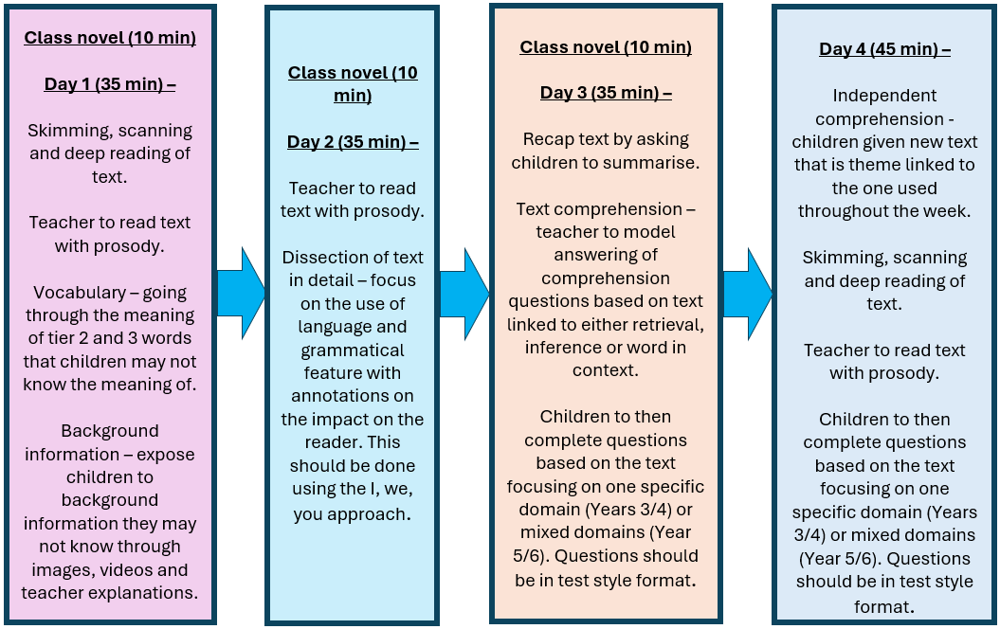 Class novel (10 min)
Day 1 (35 min) –
Skimming, scanning
and deep reading of
text.
Teacher to read text
with prosody.
Vocabulary – going
through the meaning
of tier 2 and 3 words
that children may not
know the meaning of.
Background
information – expose
children to
background
information they may
not know through
images, videos and
teacher explanations.
Class novel (10
min)
Day 2 (35 min) –
Teacher to read
text with prosody.
Dissection of text
in detail – focus
on the use of
language and
grammatical
feature with
annotations on
the impact on the
reader. This
should be done
using the I, we,
you approach.
Class novel (10 min)
Day 3 (35 min) –
Recap text by asking
children to summarise.
Text comprehension –
teacher to model
answering of
comprehension
questions based on text
linked to either retrieval,
inference or word in
context.
Children to then
complete questions
based on the text
focusing on one specific
domain (Years 3/4) or
mixed domains (Year
5/6). Questions should
be in test style format.
Day 4 (45 min) –
Independent
comprehension -
children given new text
that is theme linked to
the one used
throughout the week.
Skimming, scanning
and deep reading of
text.
Teacher to read text
with prosody.
Children to then
complete questions
based on the text
focusing on one
specific domain (Years
3/4) or mixed domains
(Year 5/6). Questions
should be in test style
format.